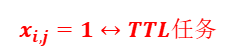 x_{i,j} = 1 ↔ TTL任务